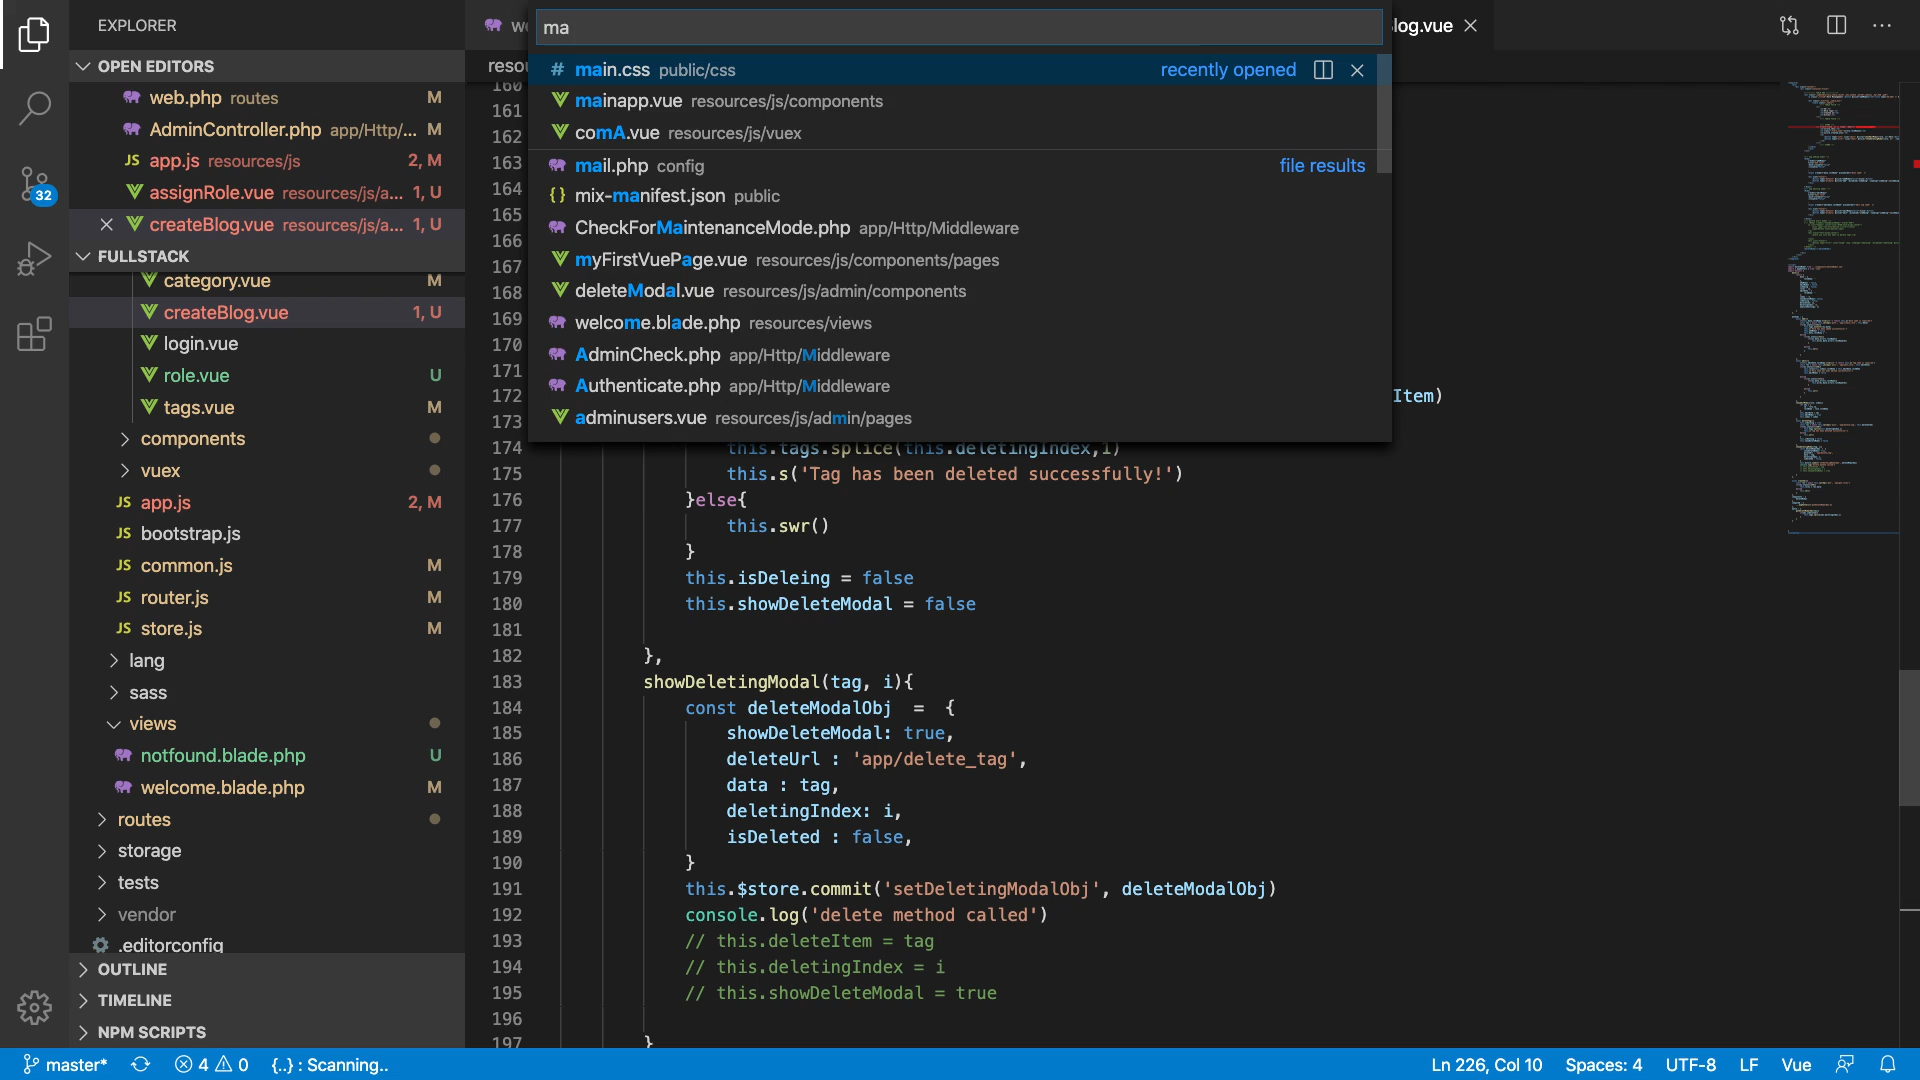 EXPLORER
OPEN EDITORS
web.php routes M
AdminController.php app/Http/... M
JS app.js resources/js 2, M
assignRole.vue resources/js/a... 1, U
createBlog.vue resources/js/a... 1, U
FULLSTACK
category.vue M
createBlog.vue 1, U
login.vue
role.vue U
tags.vue M
components
vuex
JS app.js 2, M
JS bootstrap.js
JS common.js M
JS router.js M
JS store.js M
lang
sass
views
notfound.blade.php U
welcome.blade.php M
routes
storage
tests
vendor
.editorconfig
OUTLINE
TIMELINE
NPM SCRIPTS
32
log.vue
ma
# main.css public/css recently opened
mainapp.vue resources/js/components
comA.vue resources/js/vuex
mail.php config file results
{} mix-manifest.json public
CheckForMaintenanceMode.php app/Http/Middleware
myFirstVuePage.vue resources/js/components/pages
deleteModal.vue resources/js/admin/components
welcome.blade.php resources/views
AdminCheck.php app/Http/Middleware
Authenticate.php app/Http/Middleware
adminusers.vue resources/js/admin/pages
160
161
162
163
164
165
166
167
168
169
170
171
172 Item)
173
174 this.tags.splice(this.deletingIndex,1)
175 this.s('Tag has been deleted successfully!')
176 }else{
177 this.swr()
178 }
179 this.isDeleing = false
180 this.showDeleteModal = false
181
182 },
183 showDeletingModal(tag, i){
184 const deleteModalObj = {
185 showDeleteModal: true,
186 deleteUrl : 'app/delete_tag',
187 data : tag,
188 deletingIndex: i,
189 isDeleted : false,
190 }
191 this.$store.commit('setDeletingModalObj', deleteModalObj)
192 console.log('delete method called')
193 // this.deleteItem = tag
194 // this.deletingIndex = i
195 // this.showDeleteModal = true
196
197 }
master* 4 0 {..} : Scanning.. Ln 226, Col 10 Spaces: 4 UTF-8 LF Vue